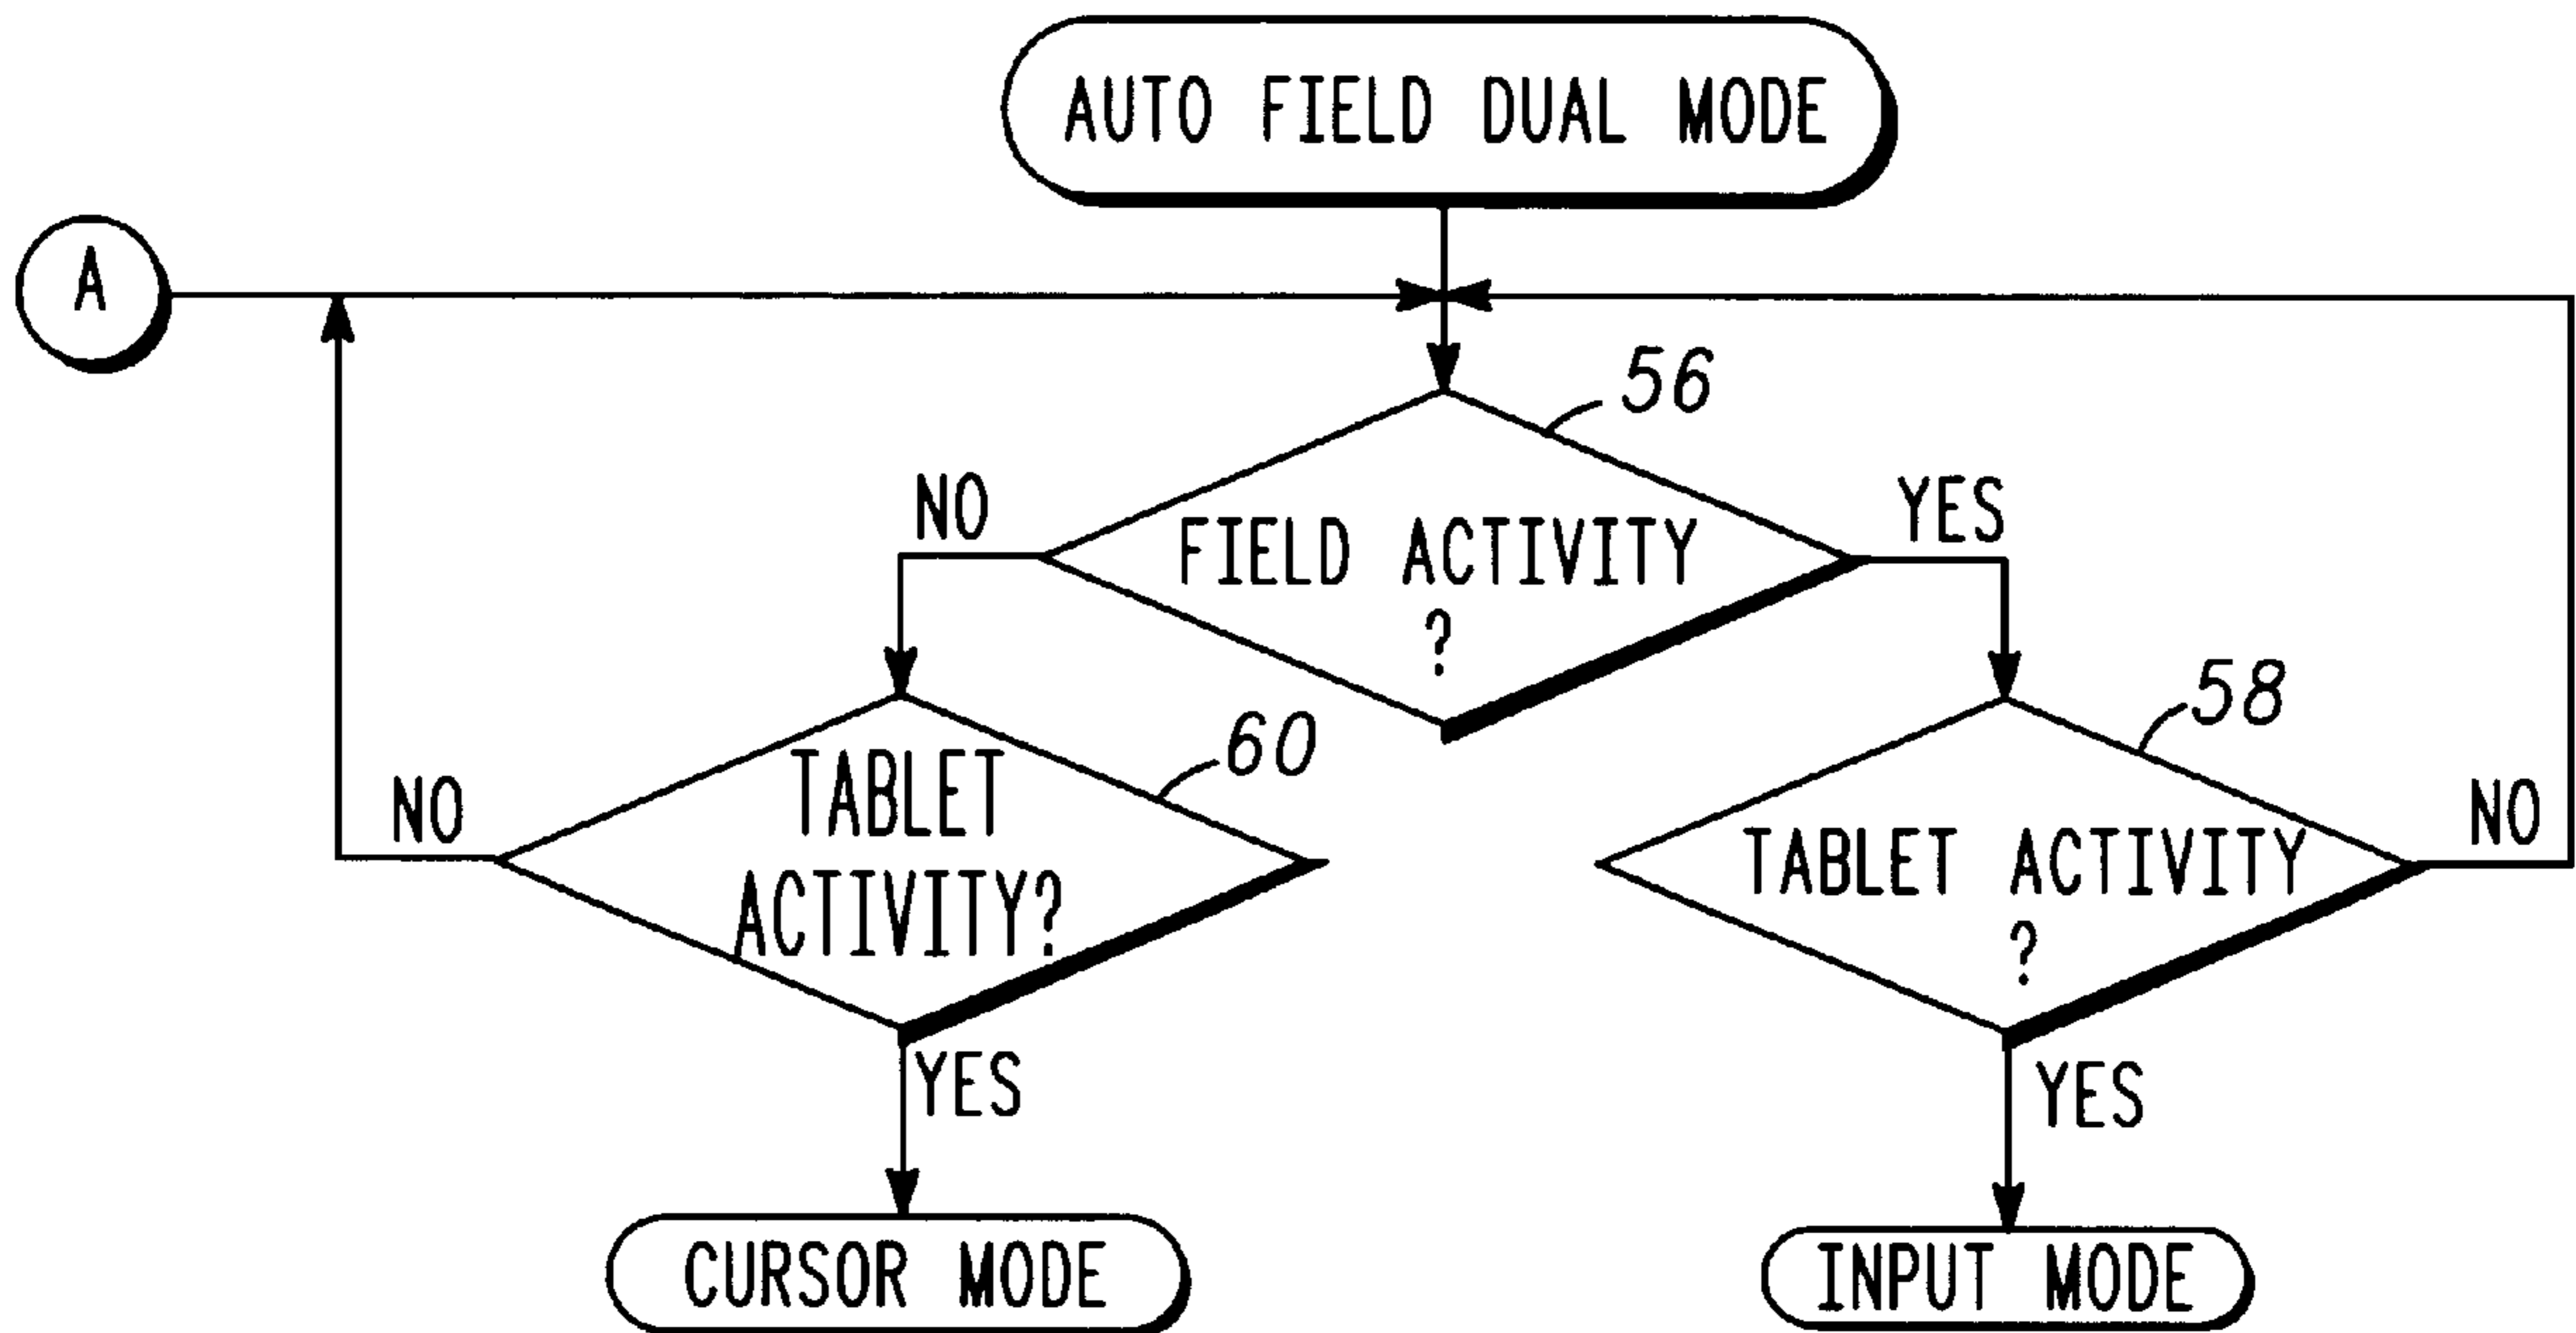 AUTO FIELD DUAL MODE
A
56
NO
YES
FIELD ACTIVITY
?
58
60
TABLET
ACTIVITY?
NO
TABLET ACTIVITY
?
NO
YES
YES
CURSOR MODE
INPUT MODE